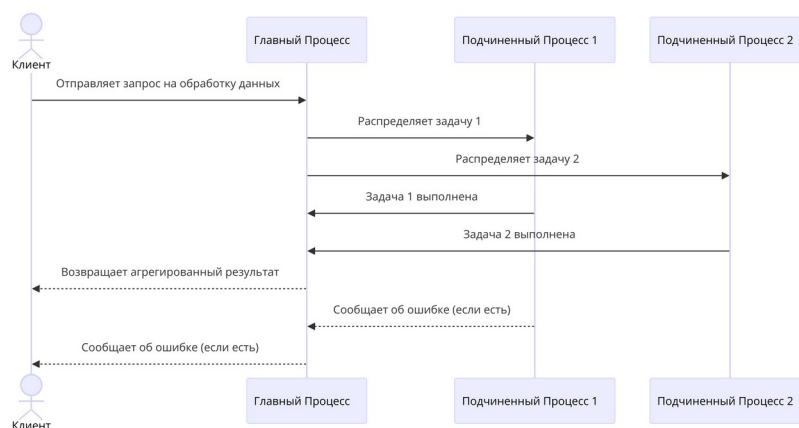 Клиент
Главный Процесс
Подчиненный Процесс 1
Подчиненный Процесс 2
Отправляет запрос на обработку данных
Распределяет задачу 1
Распределяет задачу 2
Задача 1 выполнена
Задача 2 выполнена
Возвращает агрегированный результат
Сообщает об ошибке (если есть)
Сообщает об ошибке (если есть)
Клиент
Главный Процесс
Подчиненный Процесс 1
Подчиненный Процесс 2